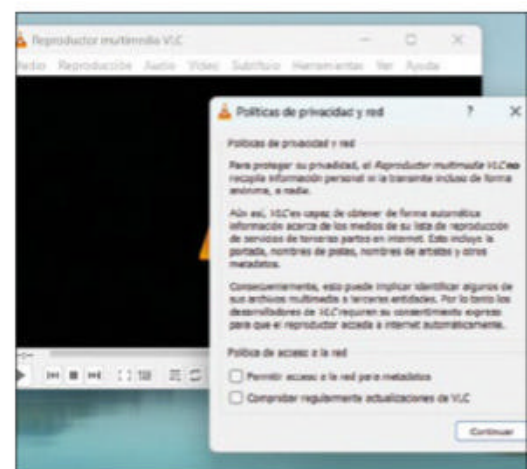 Reproductor multimedia VLC
Medio Reproducción Audio Vídeo Subtítulo Herramientas Ver Ayuda
Políticas de privacidad y red
Políticas de privacidad y red
Para proteger su privacidad, el Reproductor multimedia VLC no
recopila información personal ni la transmite incluso de forma
anónima, a nadie.
Aún así, VLC es capaz de obtener de forma automática
información acerca de los medios de su lista de reproducción
de servicios de terceras partes en internet. Esto incluye la
portada, nombres de pistas, nombres de artistas y otros
metadatos.
Consecuentemente, esto puede implicar identificar algunos de
sus archivos multimedia a terceras entidades. Por lo tanto los
desarrolladores de VLC requieren su consentimiento expreso
para que el reproductor acceda a internet automáticamente.
Política de acceso a la red
Permitir acceso a la red para metadatos
Comprobar regularmente actualizaciones de VLC
Continuar